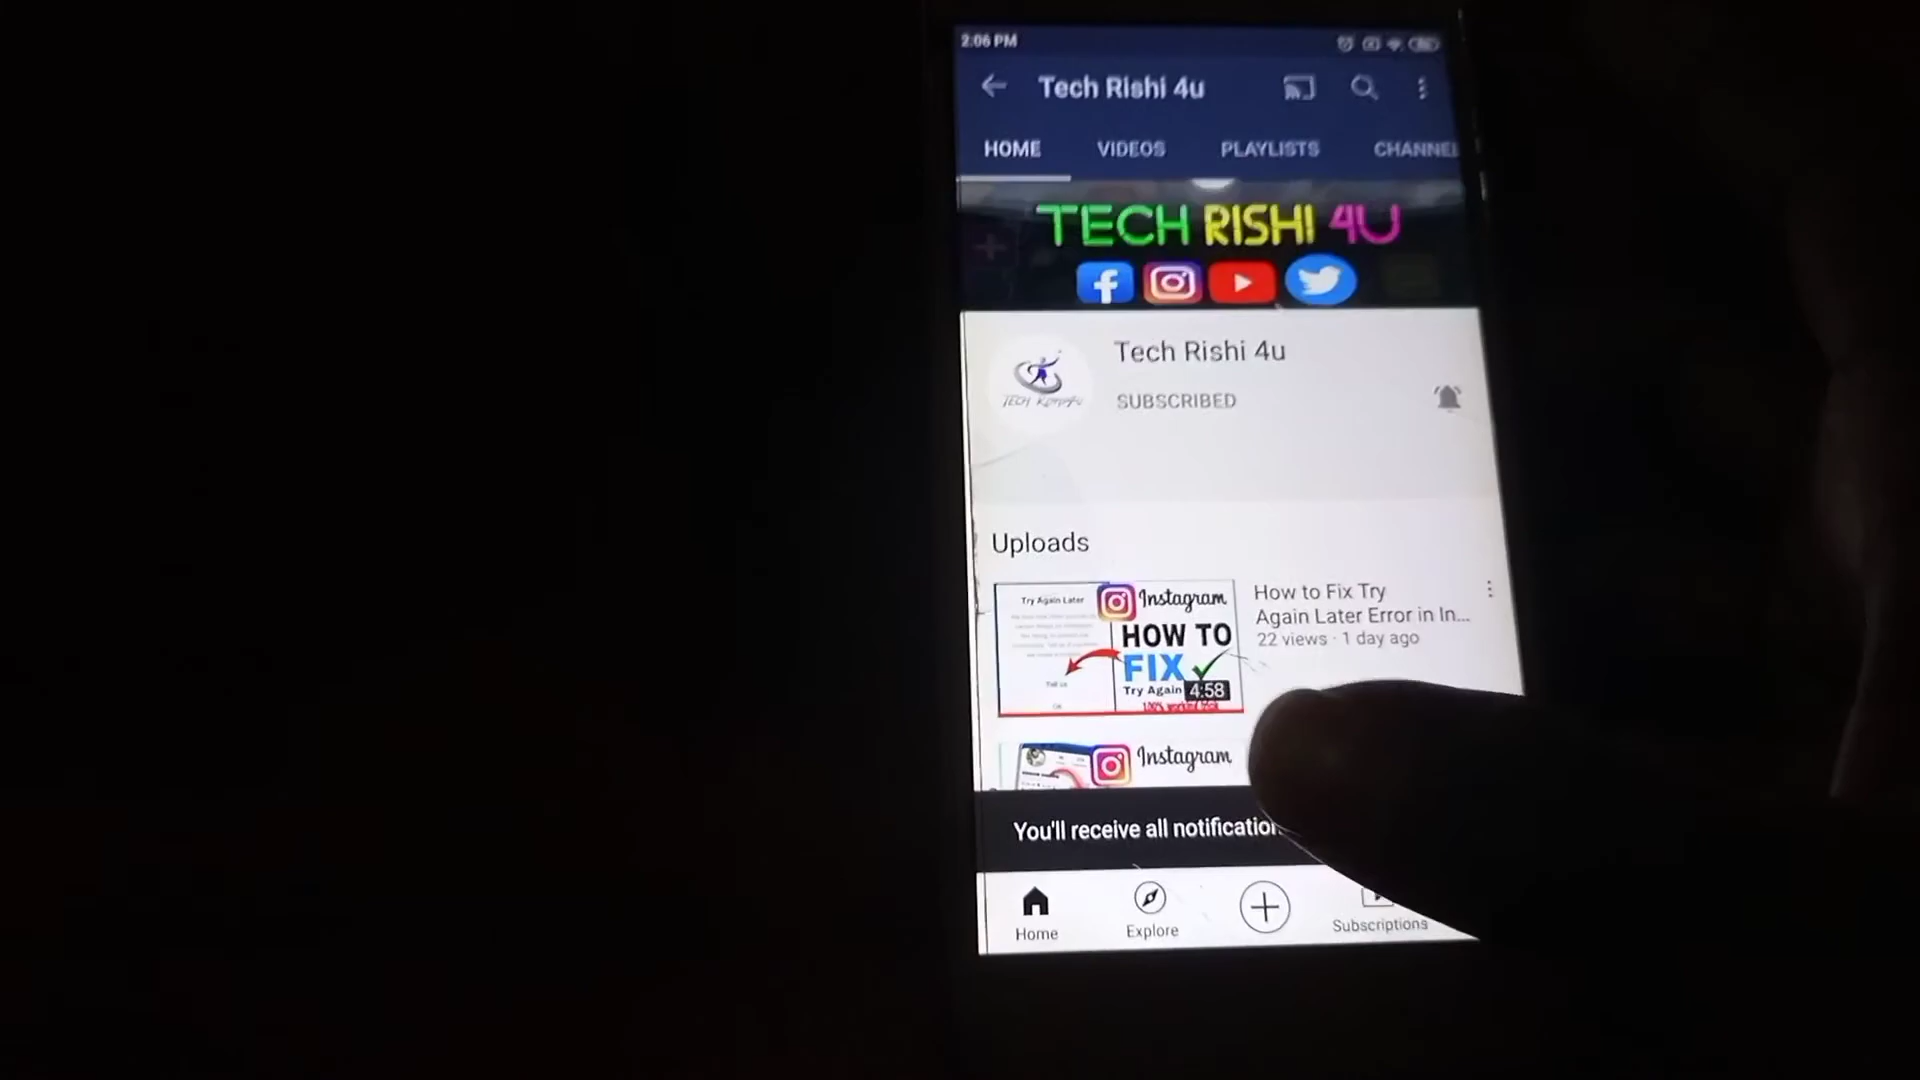 2:06 PM
Tech Rishi 4u
HOME VIDEOS PLAYLISTS CHANNEL
TECH RISHI 4U
Tech Rishi 4u
SUBSCRIBED
Uploads
Try Again Later
Instagram
HOW TO
FIX
Try Again 4:58
How to Fix Try
Again Later Error in In...
22 views · 1 day ago
Instagram
You'll receive all notification
Home Explore Subscriptions